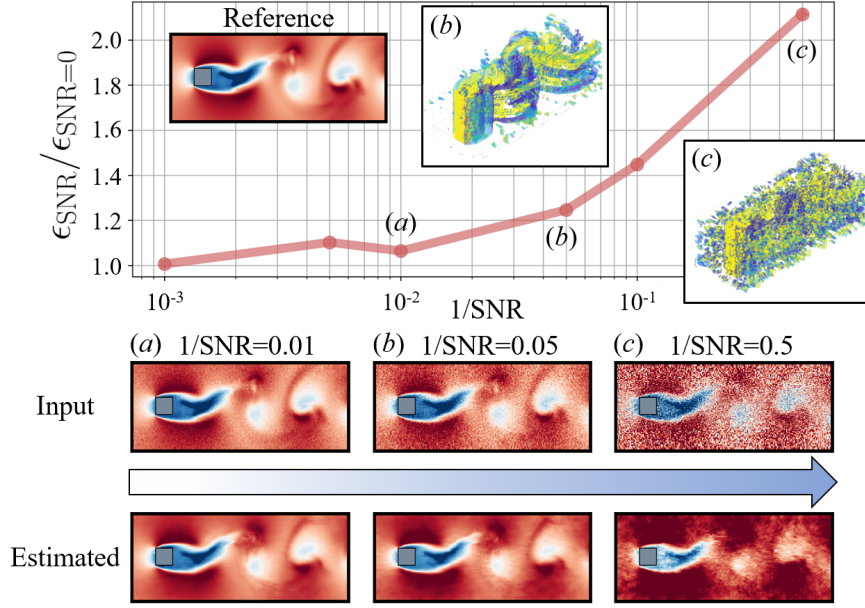 Reference
(b)
(c)
2.0
1.8
1.6
1.4
1.2
1.0
ϵSNR/ϵSNR=0
(a)
(b)
(c)
10⁻³
10⁻²
10⁻¹
1/SNR
(a) 1/SNR=0.01
(b) 1/SNR=0.05
(c) 1/SNR=0.5
Input
Estimated